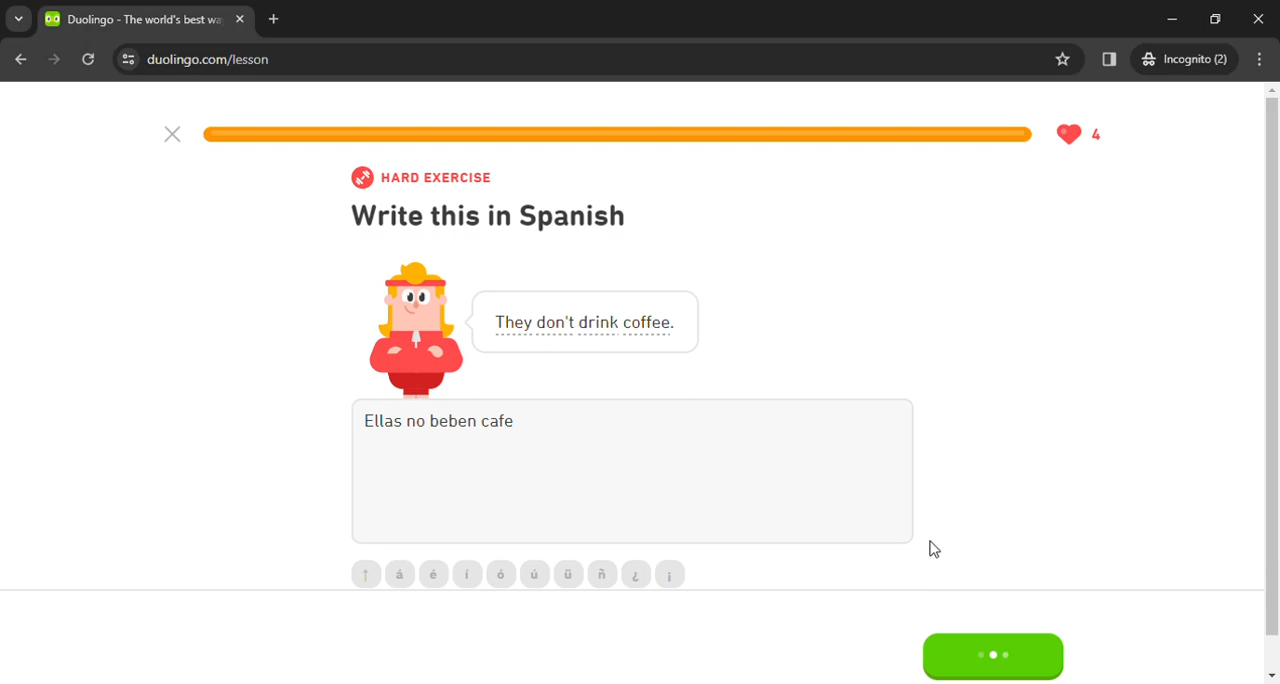 Duolingo - The world's best wa
duolingo.com/lesson
Incognito (2)
4
HARD EXERCISE
Write this in Spanish
They don't drink coffee.
Ellas no beben cafe
↑ á é í ó ú ü ñ ¿ ¡